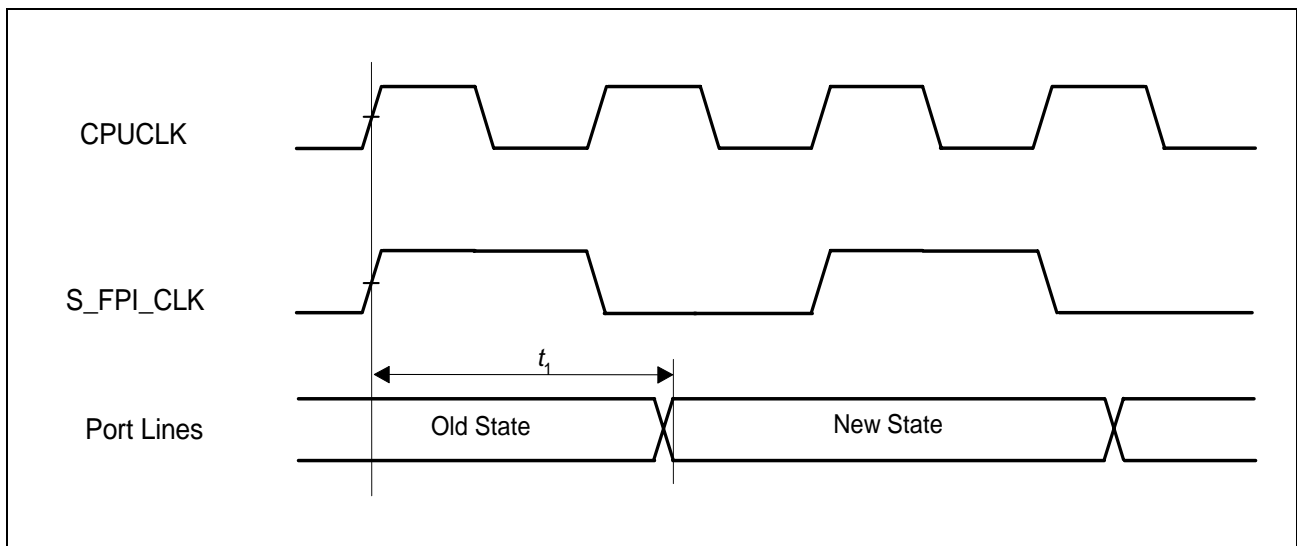 CPUCLK
S_FPI_CLK
t1
Port Lines
Old State
New State